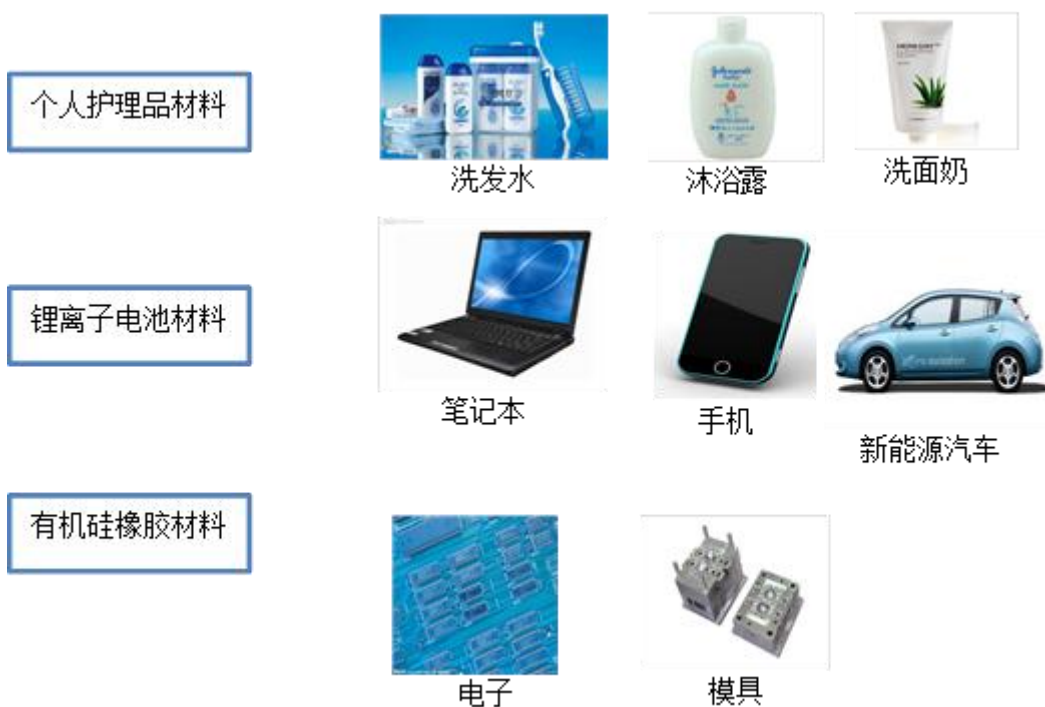 个人护理品材料
洗发水
沐浴露
洗面奶
锂离子电池材料
笔记本
手机
新能源汽车
有机硅橡胶材料
电子
模具